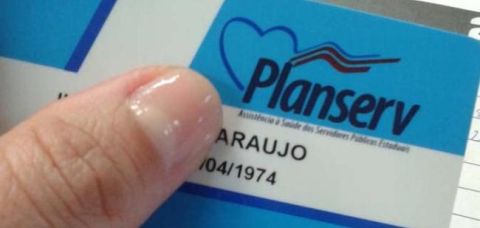 Planserv
Assistência à Saúde dos Servidores Públicos Estaduais
ARAUJO
/04/1974